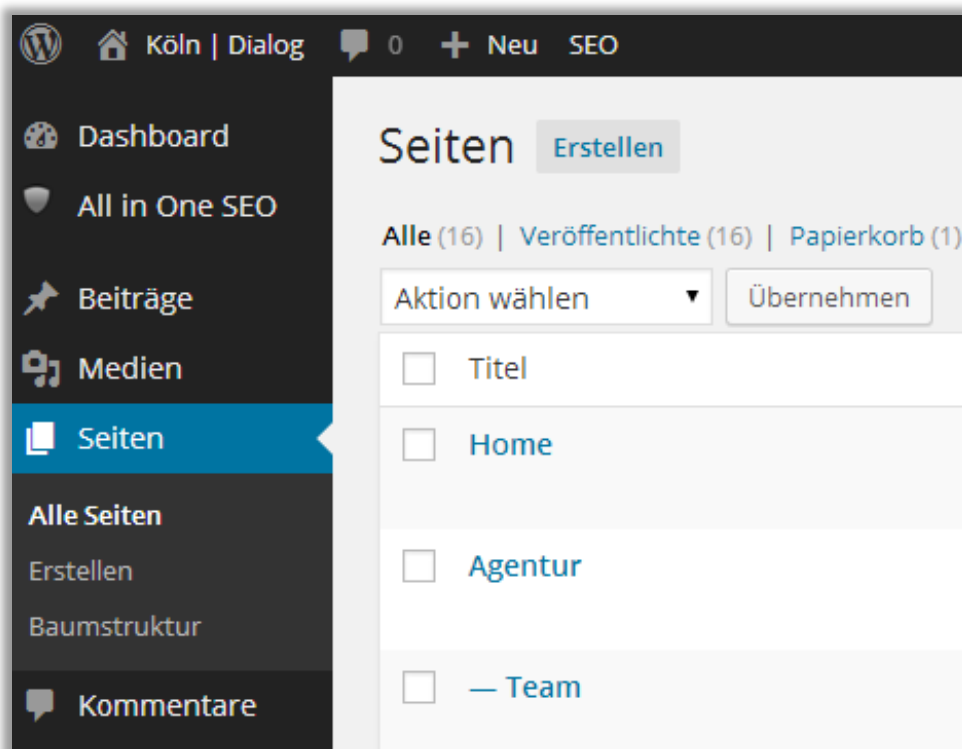 Köln | Dialog 0 Neu SEO
Dashboard
All in One SEO
Beiträge
Medien
Seiten
Alle Seiten
Erstellen
Baumstruktur
Kommentare
Seiten Erstellen
Alle (16) | Veröffentlichte (16) | Papierkorb (1)
Aktion wählen Übernehmen
Titel
Home
Agentur
— Team